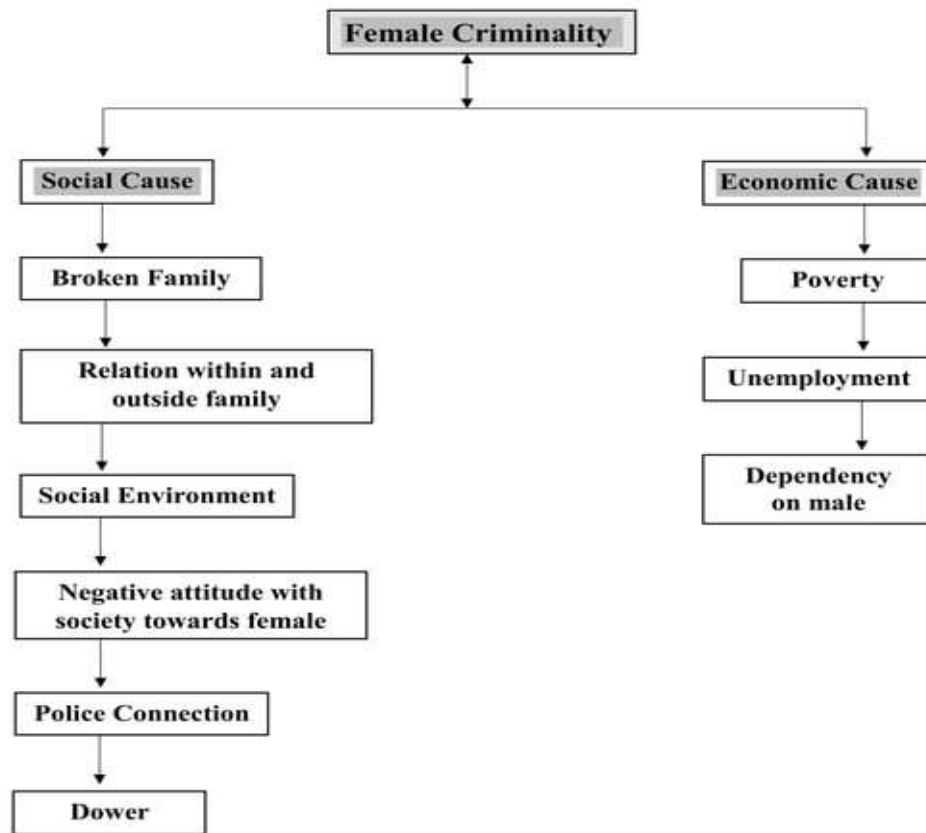 Female Criminality
Social Cause
Economic Cause
Broken Family
Poverty
Relation within and
outside family
Unemployment
Social Environment
Dependency
on male
Negative attitude with
society towards female
Police Connection
Dower